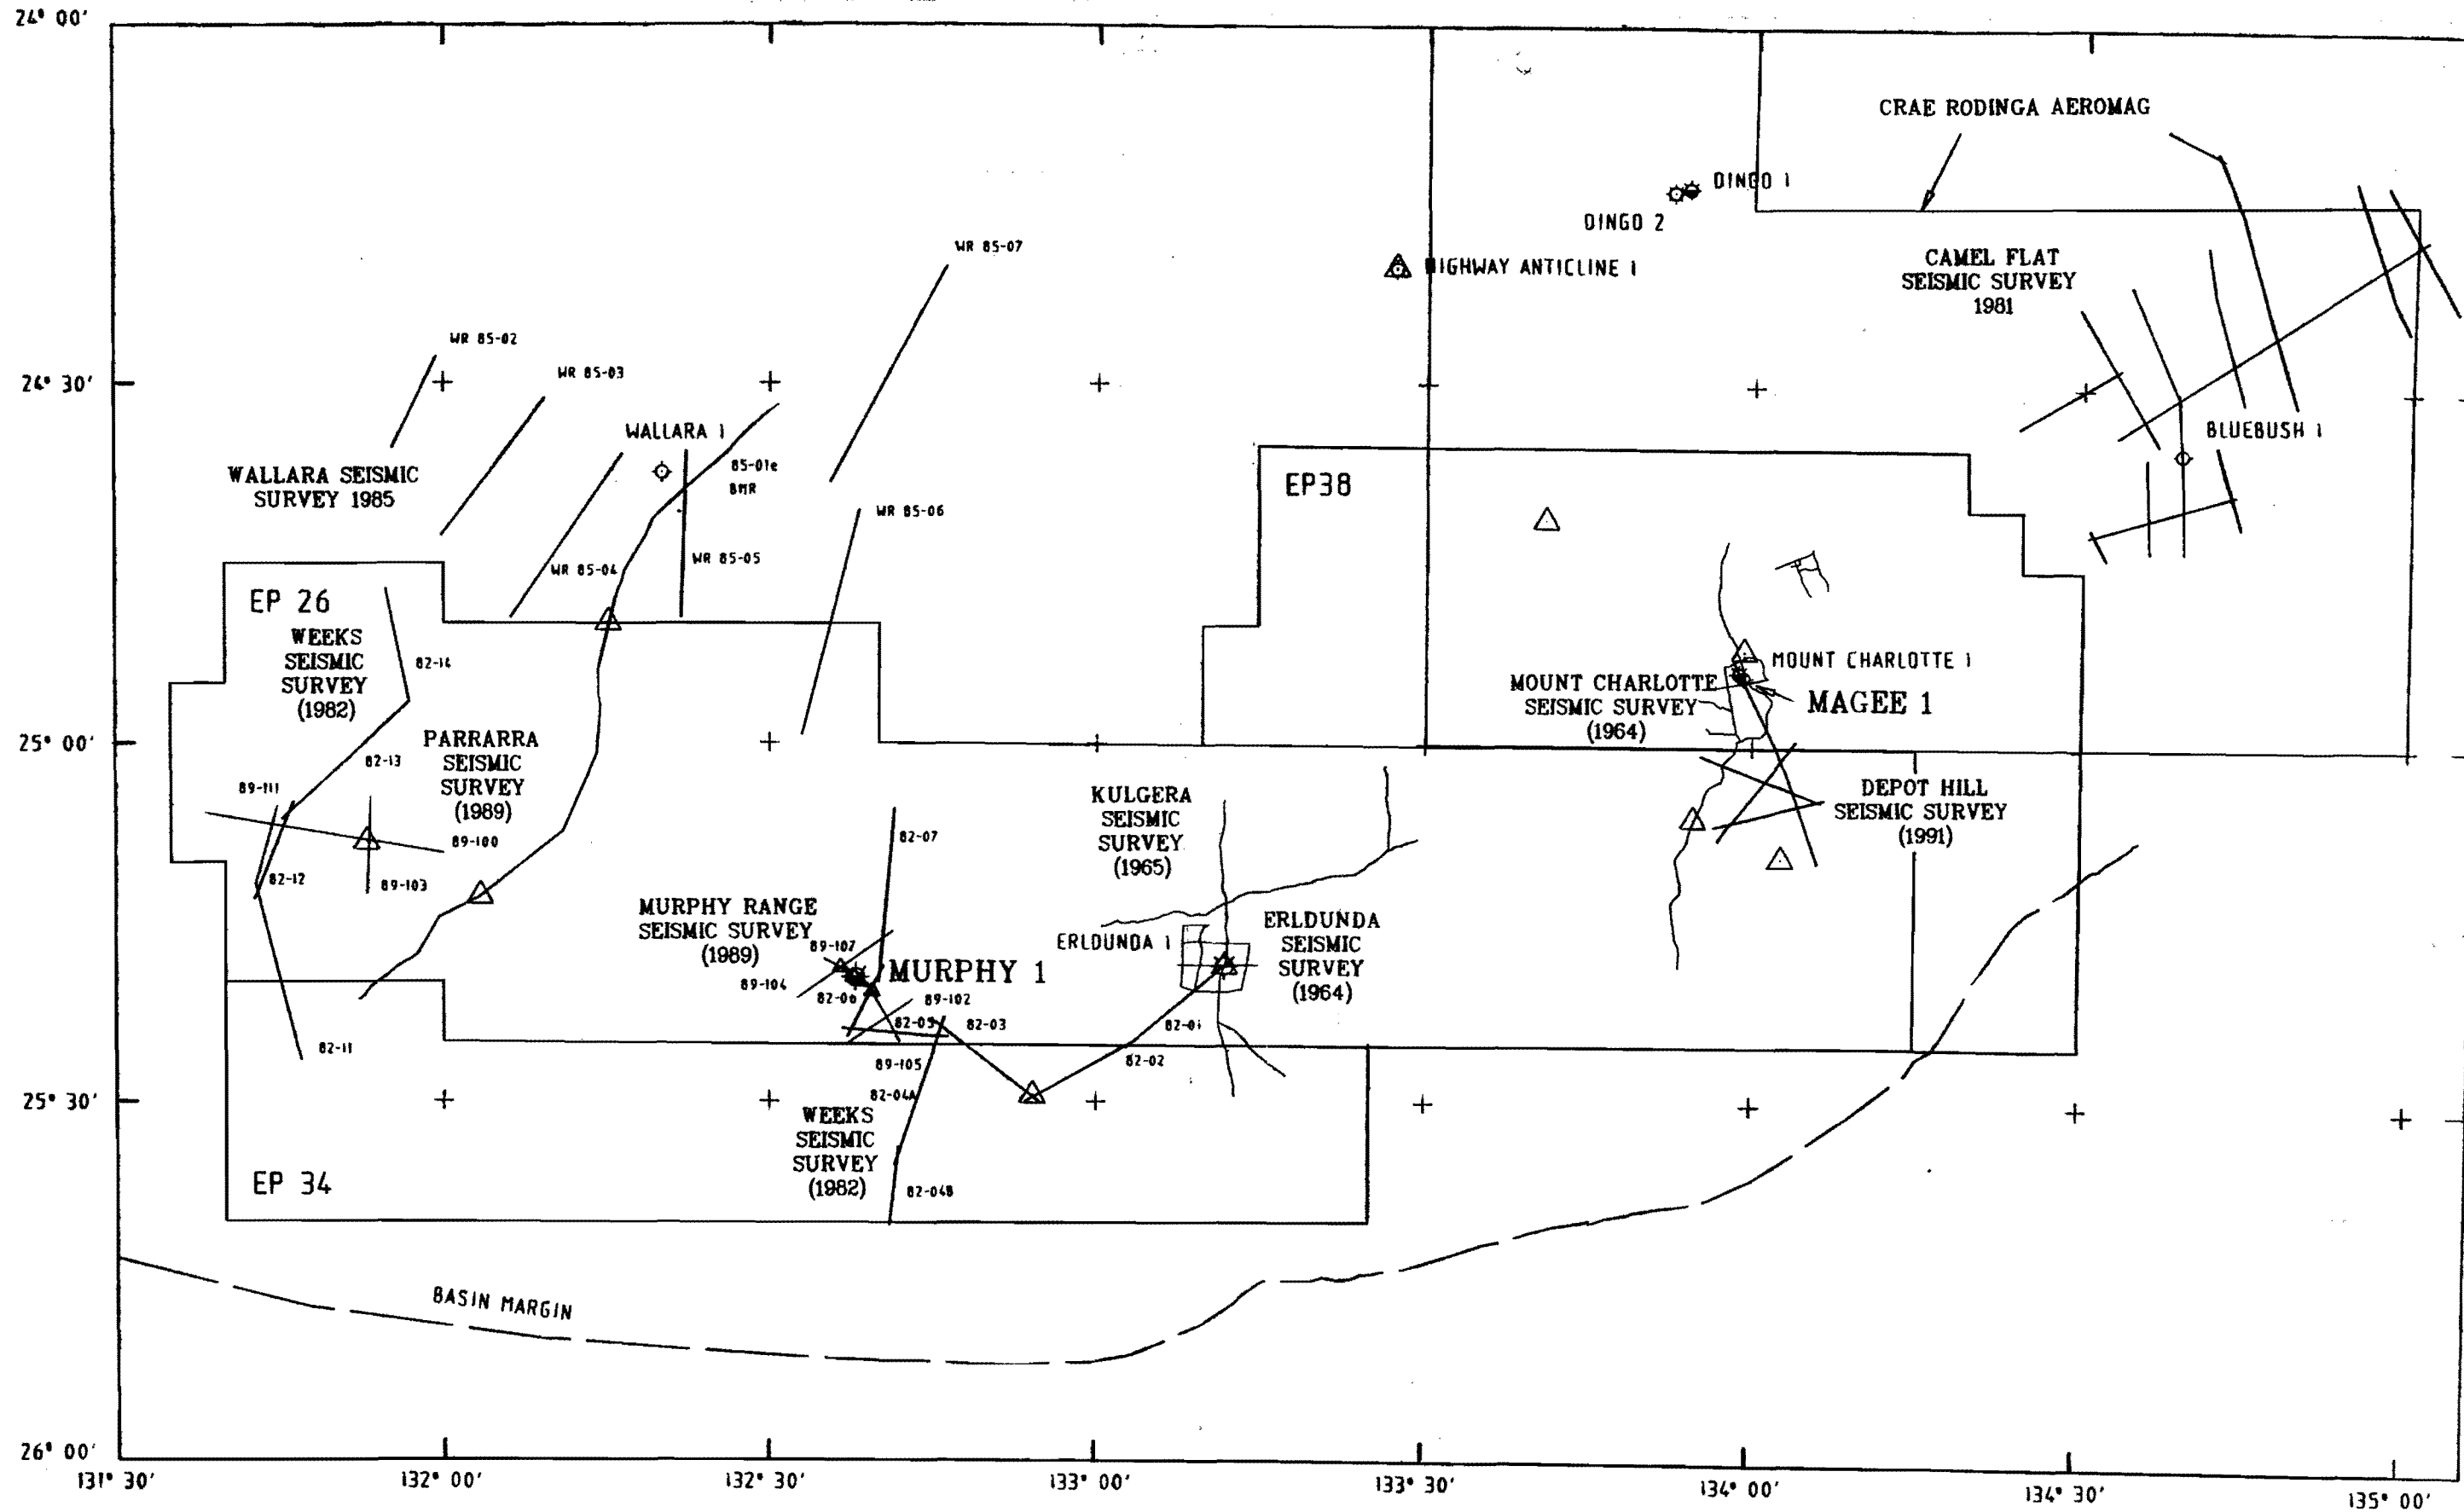 24° 00'
CRAE RODINGA AEROMAG
DINGO 1
DINGO 2
WR 85-07
HIGHWAY ANTICLINE 1
CAMEL FLAT
SEISMIC SURVEY
1981
WR 85-02
WR 85-03
24° 30'
WALLARA 1
BLUEBUSH 1
WALLARA SEISMIC
SURVEY 1985
85-01e
BMR
EP38
WR 85-06
WR 85-04
WR 85-05
EP 26
WEEKS
SEISMIC
SURVEY
(1982)
82-14
MOUNT CHARLOTTE 1
MOUNT CHARLOTTE
SEISMIC SURVEY
(1964)
MAGEE 1
25° 00'
PARRARRA
SEISMIC
SURVEY
(1989)
82-13
89-111
KULGERA
SEISMIC
SURVEY
(1965)
DEPOT HILL
SEISMIC SURVEY
(1991)
89-100
82-07
82-12
89-103
MURPHY RANGE
SEISMIC SURVEY
(1989)
89-107
ERLDUNDA 1
ERLDUNDA
SEISMIC
SURVEY
(1964)
MURPHY 1
89-104
82-06
89-102
82-05
82-03
82-01
82-11
82-02
89-105
82-04A
25° 30'
WEEKS
SEISMIC
SURVEY
(1982)
EP 34
82-04B
BASIN MARGIN
26° 00'
131° 30'
132° 00'
132° 30'
133° 00'
133° 30'
134° 00'
134° 30'
135° 00'